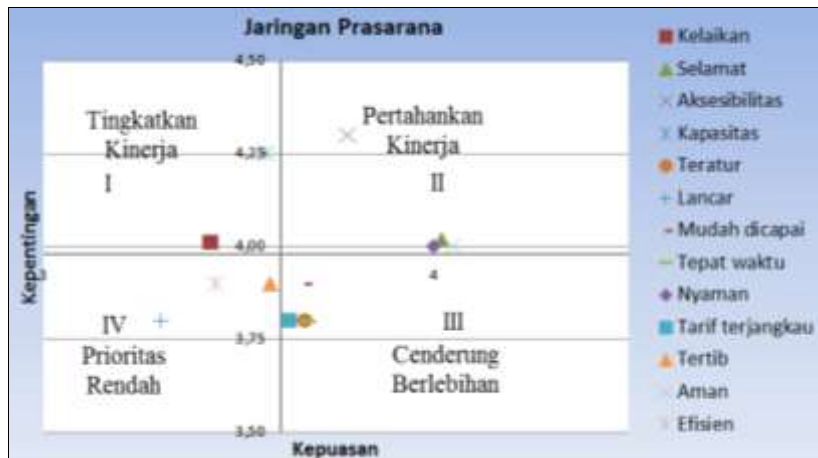 Jaringan Prasarana
4,50
Tingkatkan
Kinerja
Pertahankan
Kinerja
4,25
I
II
4,00
3
4
IV
III
3,75
Prioritas
Rendah
Cenderung
Berlebihan
3,50
Kepentingan
Kepuasan
Kelaikan
Selamat
Aksesibilitas
Kapasitas
Teratur
Lancar
Mudah dicapai
Tepat waktu
Nyaman
Tarif terjangkau
Tertib
Aman
Efisien